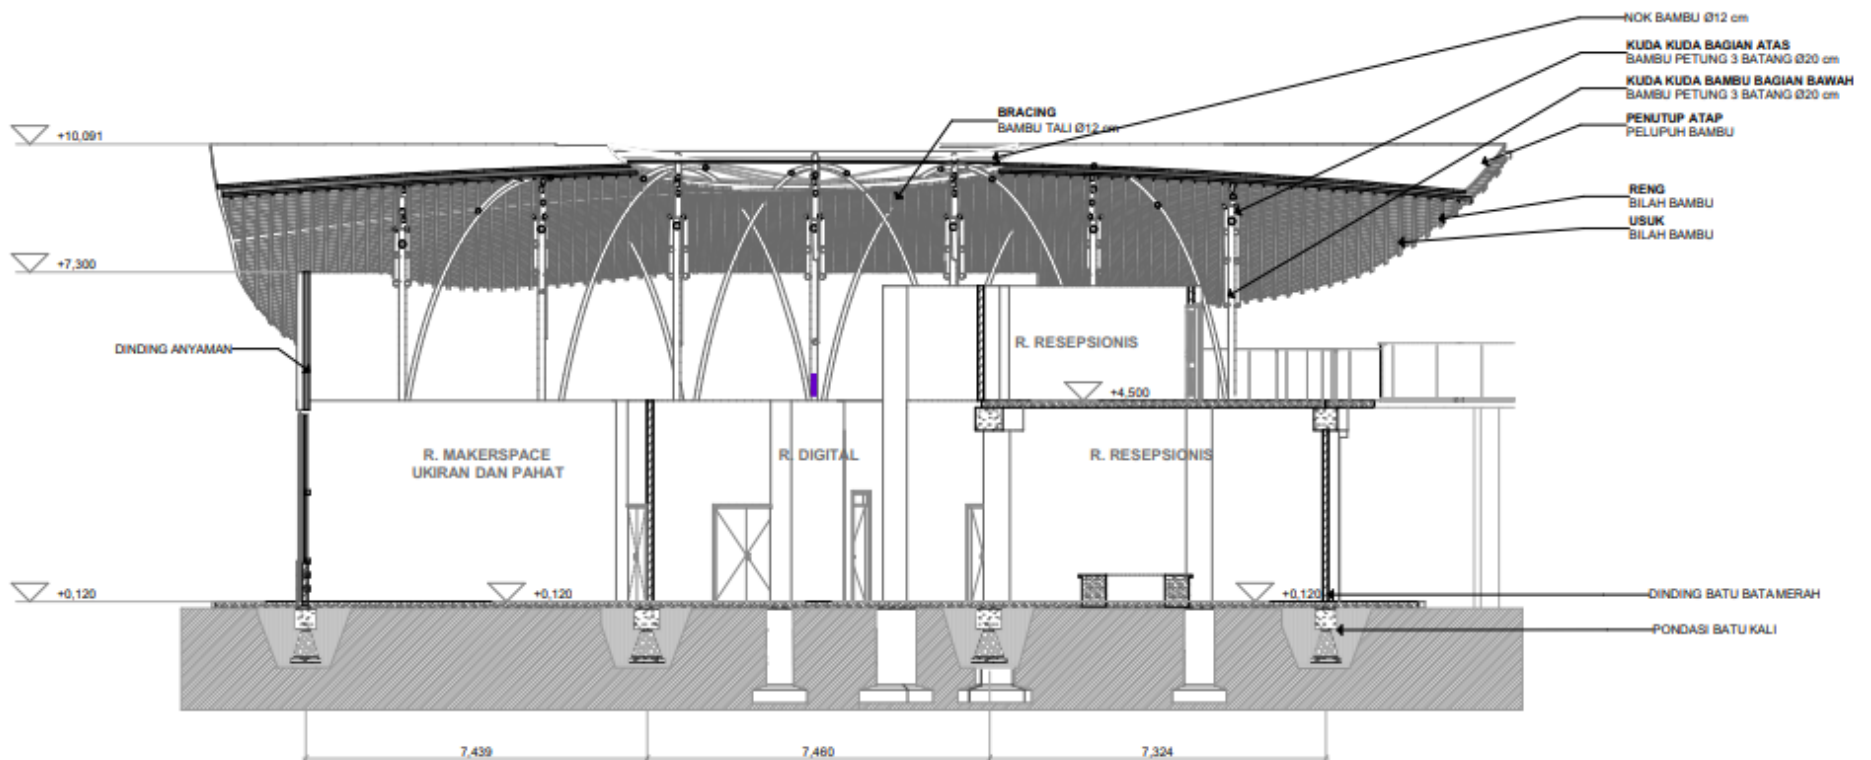 NOK BAMBU Ø12 cm
KUDA KUDA BAGIAN ATAS
BAMBU PETUNG 3 BATANG Ø20 cm
KUDA KUDA BAMBU BAGIAN BAWAH
BAMBU PETUNG 3 BATANG Ø20 cm
BRACING
BAMBU TALI Ø12 cm
PENUTUP ATAP
PELUPUH BAMBU
+10,091
RENG
BILAH BAMBU
USUK
BILAH BAMBU
+7,300
DINDING ANYAMAN
R. RESEPSIONIS
+4,500
R. MAKERSPACE
UKIRAN DAN PAHAT
R. DIGITAL
R. RESEPSIONIS
+0,120
+0,120
+0,120
DINDING BATU BATA MERAH
PONDASI BATU KALI
7,439
7,460
7,324